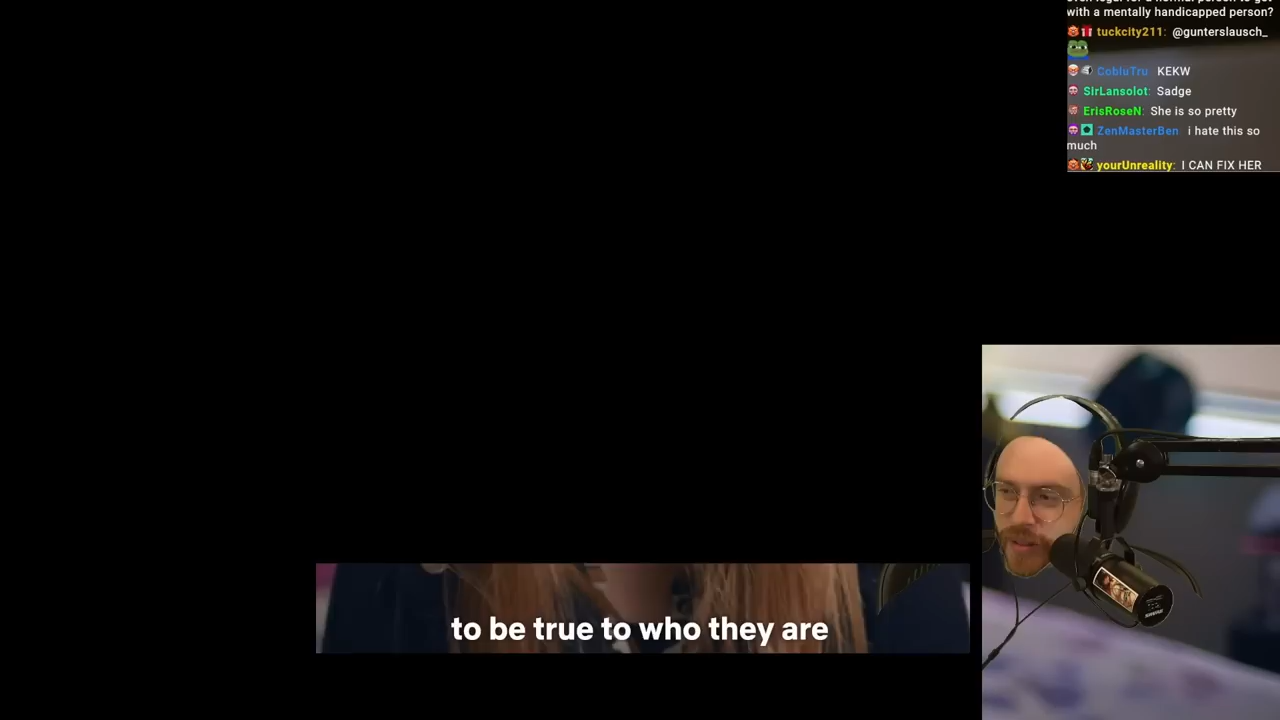 with a mentally handicapped person?
tuckcity211: @gunterslausch_
CobluTru KEKW
SirLansolot: Sadge
ErisRoseN: She is so pretty
ZenMasterBen i hate this so
much
yourUnreality: I CAN FIX HER
to be true to who they are